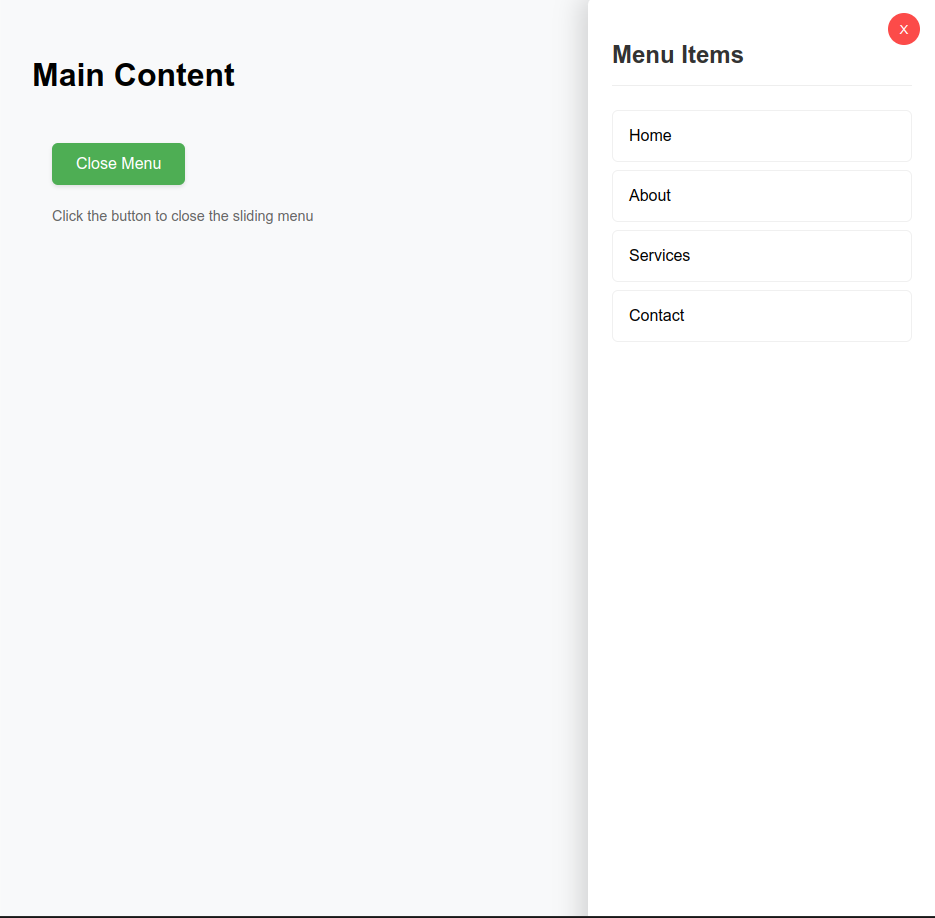 Main Content
Close Menu
Click the button to close the sliding menu
X
Menu Items
Home
About
Services
Contact